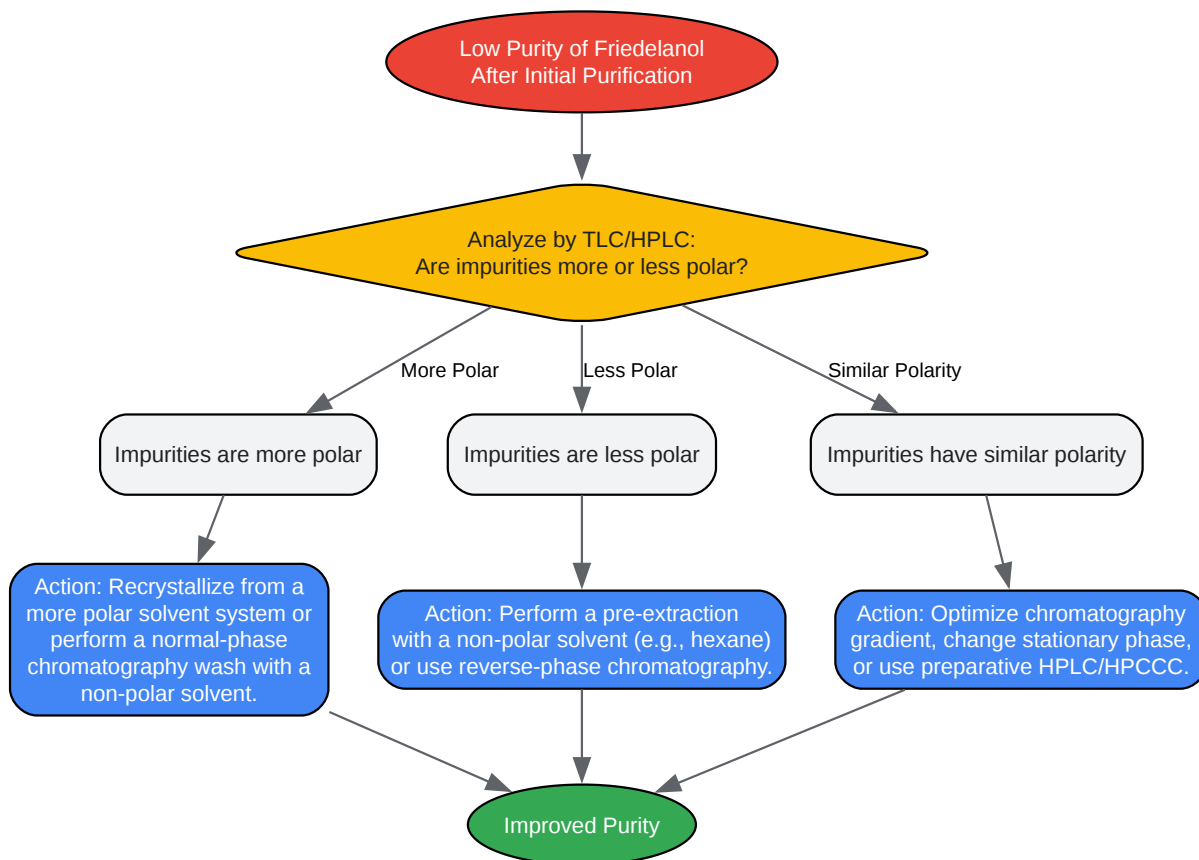 Low Purity of Friedelanol
After Initial Purification
Analyze by TLC/HPLC:
Are impurities more or less polar?
More Polar
Less Polar
Similar Polarity
Impurities are more polar
Impurities are less polar
Impurities have similar polarity
Action: Recrystallize from a
more polar solvent system or
perform a normal-phase
chromatography wash with a
non-polar solvent.
Action: Perform a pre-extraction
with a non-polar solvent (e.g., hexane)
or use reverse-phase chromatography.
Action: Optimize chromatography
gradient, change stationary phase,
or use preparative HPLC/HPCCC.
Improved Purity